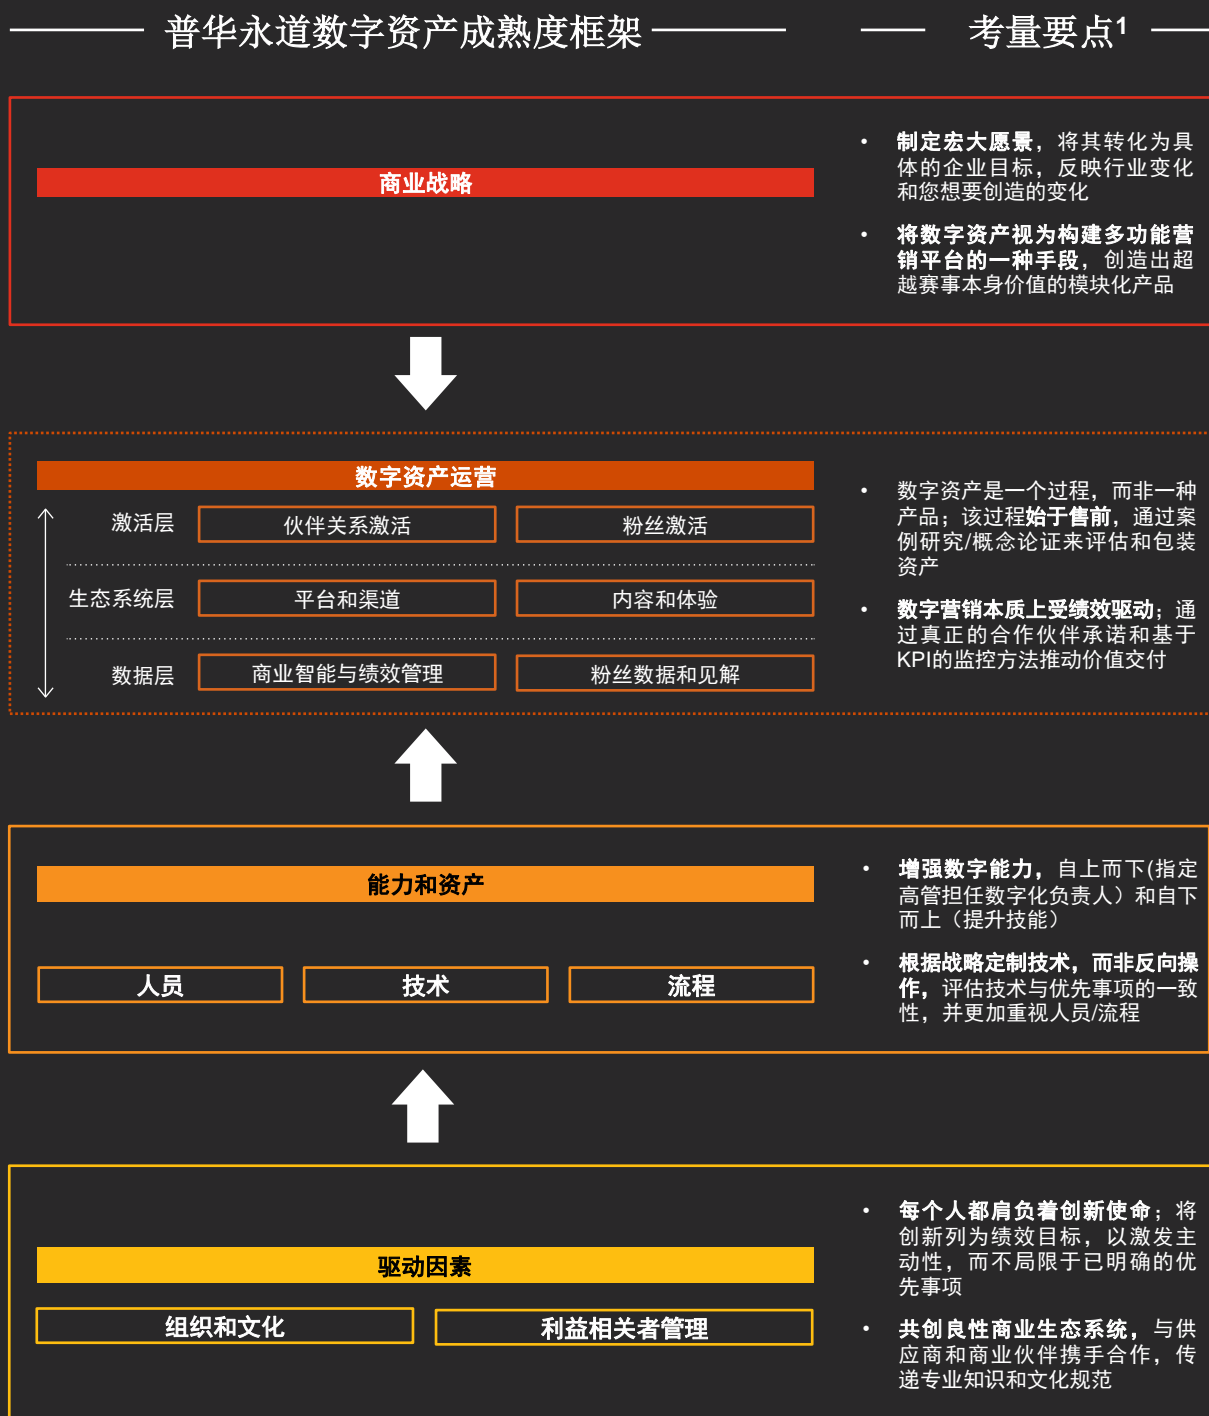 普华永道数字资产成熟度框架
考量要点1
商业战略
• 制定宏大愿景，将其转化为具
体的企业目标，反映行业变化
和您想要创造的变化
• 将数字资产视为构建多功能营
销平台的一种手段，创造出超
越赛事本身价值的模块化产品
数字资产运营
激活层
伙伴关系激活
粉丝激活
生态系统层
平台和渠道
内容和体验
数据层
商业智能与绩效管理
粉丝数据和见解
• 数字资产是一个过程，而非一种
产品；该过程始于售前，通过案
例研究/概念论证来评估和包装
资产
• 数字营销本质上受绩效驱动；通
过真正的合作伙伴承诺和基于
KPI的监控方法推动价值交付
能力和资产
人员
技术
流程
• 增强数字能力，自上而下(指定
高管担任数字化负责人）和自下
而上（提升技能）
• 根据战略定制技术，而非反向操
作，评估技术与优先事项的一致
性，并更加重视人员/流程
驱动因素
组织和文化
利益相关者管理
• 每个人都肩负着创新使命；将
创新列为绩效目标，以激发主
动性，而不局限于已明确的优
先事项
• 共创良性商业生态系统，与供
应商和商业伙伴携手合作，传
递专业知识和文化规范